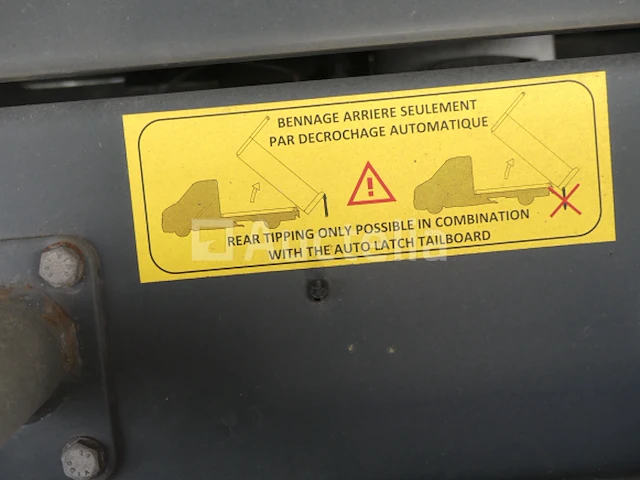 BENNAGE ARRIERE SEULEMENT
PAR DECROCHAGE AUTOMATIQUE
REAR TIPPING ONLY POSSIBLE IN COMBINATION
WITH THE AUTO LATCH TAILBOARD